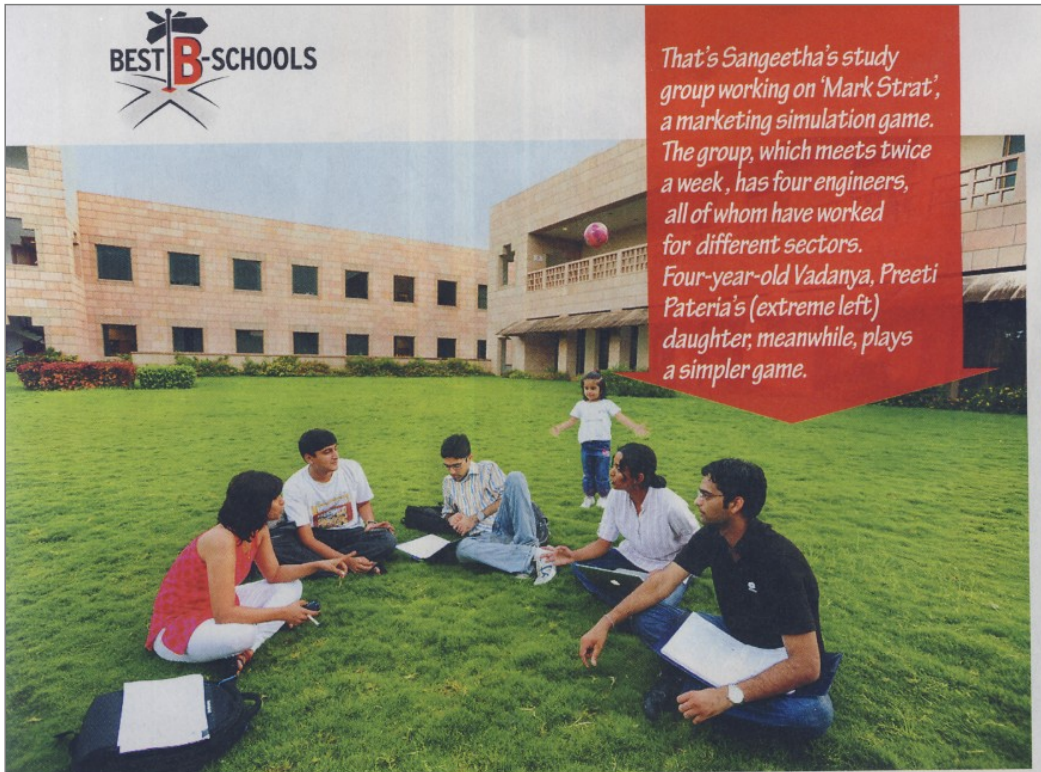 BEST B-SCHOOLS
That's Sangeetha's study
group working on 'Mark Strat',
a marketing simulation game.
The group, which meets twice
a week, has four engineers,
all of whom have worked
for different sectors.
Four-year-old Vadanya, Preeti
Pateria's (extreme left)
daughter, meanwhile, plays
a simpler game.